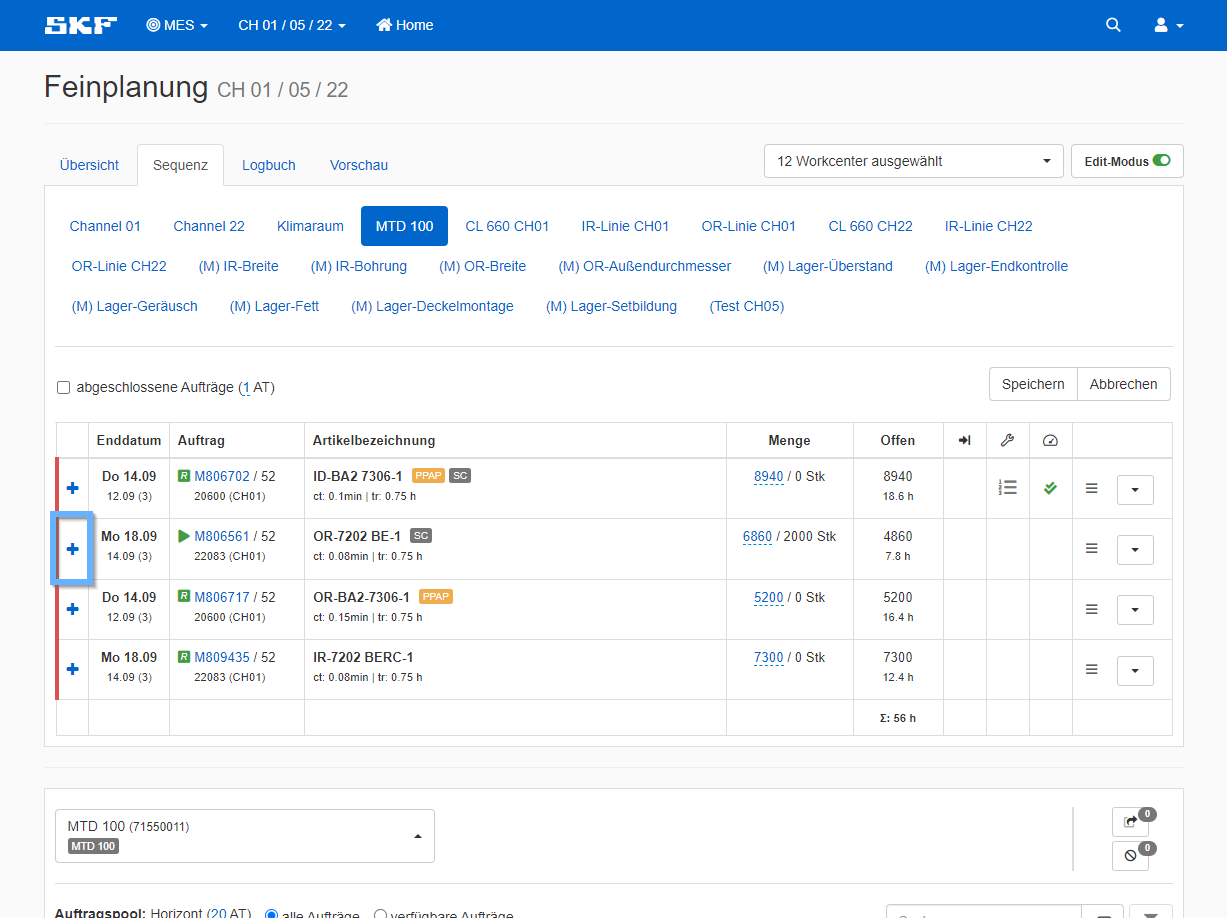 SKF MES CH 01 / 05 / 22 Home
Feinplanung CH 01 / 05 / 22
Übersicht Sequenz Logbuch Vorschau 12 Workcenter ausgewählt Edit-Modus
Channel 01 Channel 22 Klimaraum MTD 100 CL 660 CH01 IR-Linie CH01 OR-Linie CH01 CL 660 CH22 IR-Linie CH22
OR-Linie CH22 (M) IR-Breite (M) IR-Bohrung (M) OR-Breite (M) OR-Außendurchmesser (M) Lager-Überstand (M) Lager-Endkontrolle
(M) Lager-Geräusch (M) Lager-Fett (M) Lager-Deckelmontage (M) Lager-Setbildung (Test CH05)
abgeschlossene Aufträge (1 AT) Speichern Abbrechen
Enddatum Auftrag Artikelbezeichnung Menge Offen
Do 14.09 R M806702 / 52 ID-BA2 7306-1 PPAP SC 8940 / 0 Stk 8940
12.09 (3) 20600 (CH01) ct: 0.1min | tr: 0.75 h 18.6 h
Mo 18.09 M806561 / 52 OR-7202 BE-1 SC 6860 / 2000 Stk 4860
14.09 (3) 22083 (CH01) ct: 0.08min | tr: 0.75 h 7.8 h
Do 14.09 R M806717 / 52 OR-BA2-7306-1 PPAP 5200 / 0 Stk 5200
12.09 (3) 20600 (CH01) ct: 0.15min | tr: 0.75 h 16.4 h
Mo 18.09 R M809435 / 52 IR-7202 BERC-1 7300 / 0 Stk 7300
14.09 (3) 22083 (CH01) ct: 0.08min | tr: 0.75 h 12.4 h
Σ: 56 h
MTD 100 (71550011) 0
MTD 100 0
Auftragspool: Horizont (20 AT) alle Aufträge verfügbare Aufträge